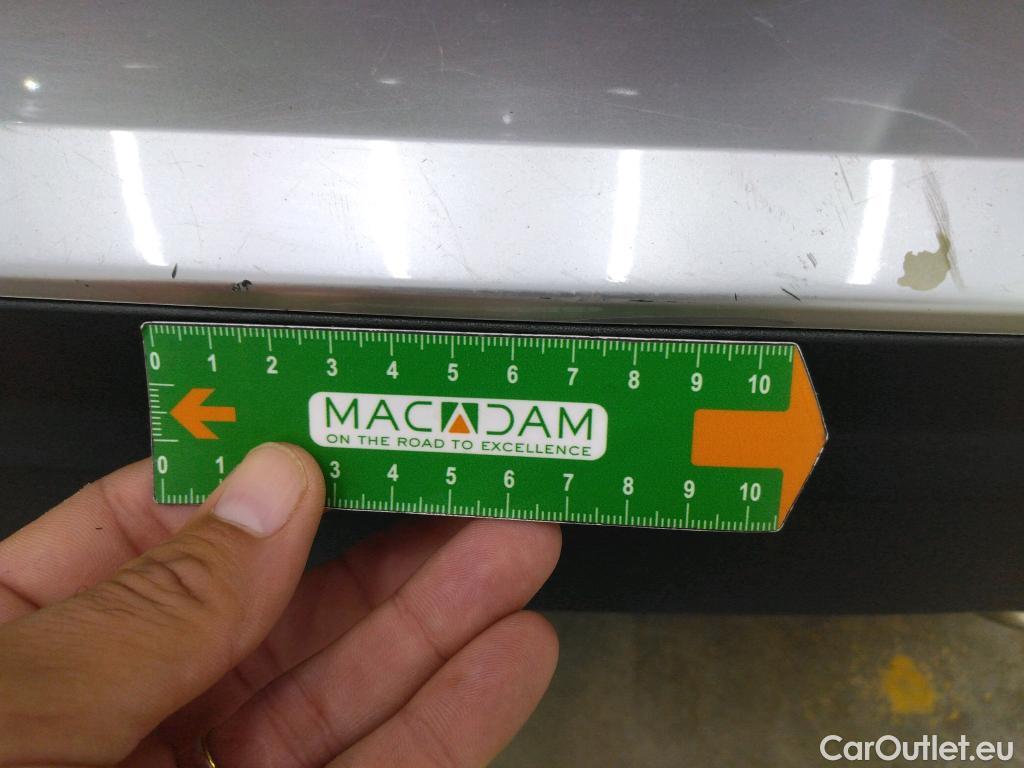 0 1 2 3 4 5 6 7 8 9 10
MACADAM
ON THE ROAD TO EXCELLENCE
0 1 3 4 5 6 7 8 9 10
CarOutlet.eu